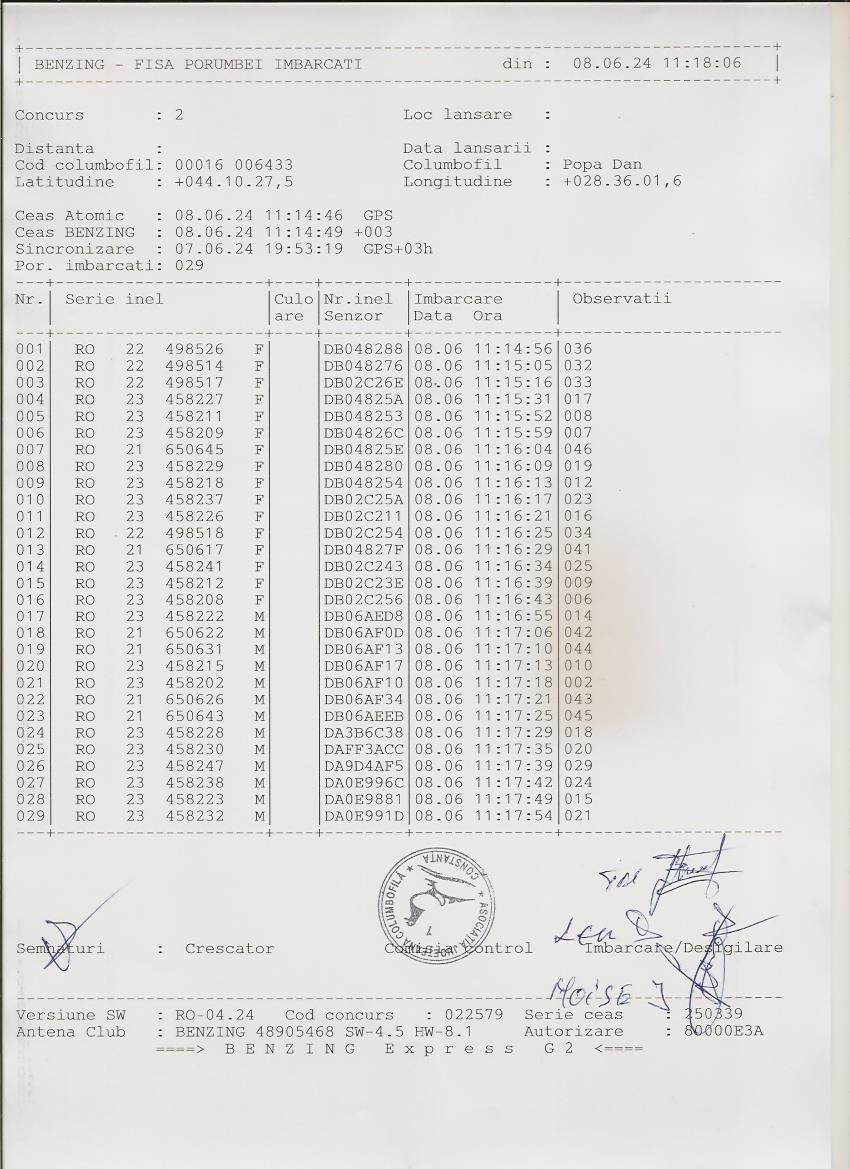 BENZING - FISA PORUMBEI IMBARCATI din : 08.06.24 11:18:06
Concurs : 2 Loc lansare :
Distanta : Data lansarii :
Cod columbofil: 00016 006433 Columbofil : Popa Dan
Latitudine : +044.10.27,5 Longitudine : +028.36.01,6
Ceas Atomic : 08.06.24 11:14:46 GPS
Ceas BENZING : 08.06.24 11:14:49 +003
Sincronizare : 07.06.24 19:53:19 GPS+03h
Por. imbarcati: 029
Nr. Serie inel Culo Nr.inel Imbarcare Observatii
are Senzor Data Ora
001 RO 22 498526 F DB048288 08.06 11:14:56 036
002 RO 22 498514 F DB048276 08.06 11:15:05 032
003 RO 22 498517 F DB02C26E 08.06 11:15:16 033
004 RO 23 458227 F DB04825A 08.06 11:15:31 017
005 RO 23 458211 F DB048253 08.06 11:15:52 008
006 RO 23 458209 F DB04826C 08.06 11:15:59 007
007 RO 21 650645 F DB04825E 08.06 11:16:04 046
008 RO 23 458229 F DB048280 08.06 11:16:09 019
009 RO 23 458218 F DB048254 08.06 11:16:13 012
010 RO 23 458237 F DB02C25A 08.06 11:16:17 023
011 RO 23 458226 F DB02C211 08.06 11:16:21 016
012 RO 22 498518 F DB02C254 08.06 11:16:25 034
013 RO 21 650617 F DB04827F 08.06 11:16:29 041
014 RO 23 458241 F DB02C243 08.06 11:16:34 025
015 RO 23 458212 F DB02C23E 08.06 11:16:39 009
016 RO 23 458208 F DB02C256 08.06 11:16:43 006
017 RO 23 458222 M DB06AED8 08.06 11:16:55 014
018 RO 21 650622 M DB06AF0D 08.06 11:17:06 042
019 RO 21 650631 M DB06AF13 08.06 11:17:10 044
020 RO 23 458215 M DB06AF17 08.06 11:17:13 010
021 RO 23 458202 M DB06AF10 08.06 11:17:18 002
022 RO 21 650626 M DB06AF34 08.06 11:17:21 043
023 RO 21 650643 M DB06AEEB 08.06 11:17:25 045
024 RO 23 458228 M DA3B6C38 08.06 11:17:29 018
025 RO 23 458230 M DAFF3ACC 08.06 11:17:35 020
026 RO 23 458247 M DA9D4AF5 08.06 11:17:39 029
027 RO 23 458238 M DA0E996C 08.06 11:17:42 024
028 RO 23 458223 M DA0E9881 08.06 11:17:49 015
029 RO 23 458232 M DA0E991D 08.06 11:17:54 021
ASOCIATIA JUDETEANA COLUMBOFILA * CONSTANTA *
1
Semnaturi : Crescator Comisia Control Imbarcare/Desigilare
MOISE J
Versiune SW : RO-04.24 Cod concurs : 022579 Serie ceas : 250339
Antena Club : BENZING 48905468 SW-4.5 HW-8.1 Autorizare : 80000E3A
====> B E N Z I N G E x p r e s s G 2 <====